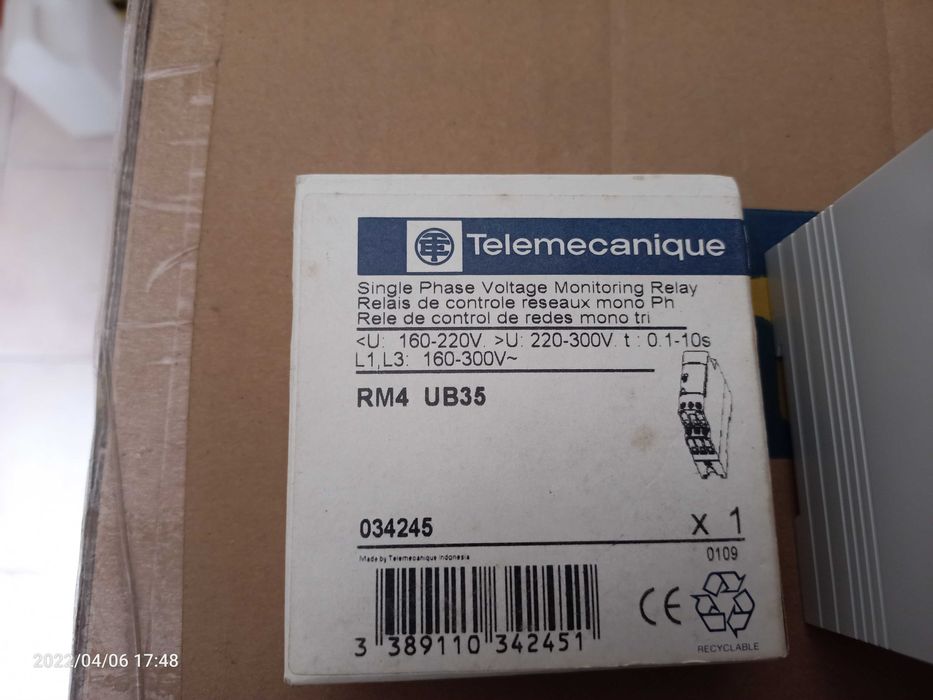 Telemecanique
Single Phase Voltage Monitoring Relay
Relais de controle reseaux mono Ph
Rele de control de redes mono tri
<U: 160-220V. >U: 220-300V. t : 0.1-10s
L1,L3: 160-300V~
RM4 UB35
034245 x 1
Made by Telemecanique Indonesia
0109
3 389110 342451
CE
RECYCLABLE
2022/04/06 17:48